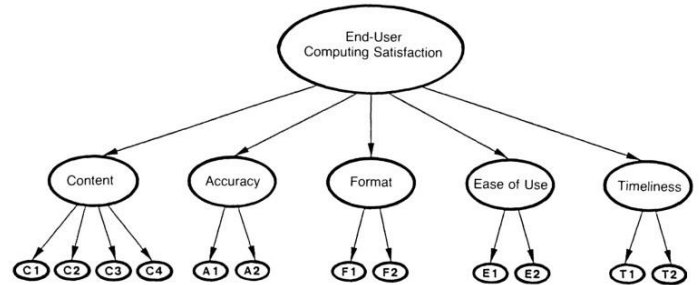 End-User
Computing Satisfaction
Content
Accuracy
Format
Ease of Use
Timeliness
C1
C2
C3
C4
A1
A2
F1
F2
E1
E2
T1
T2